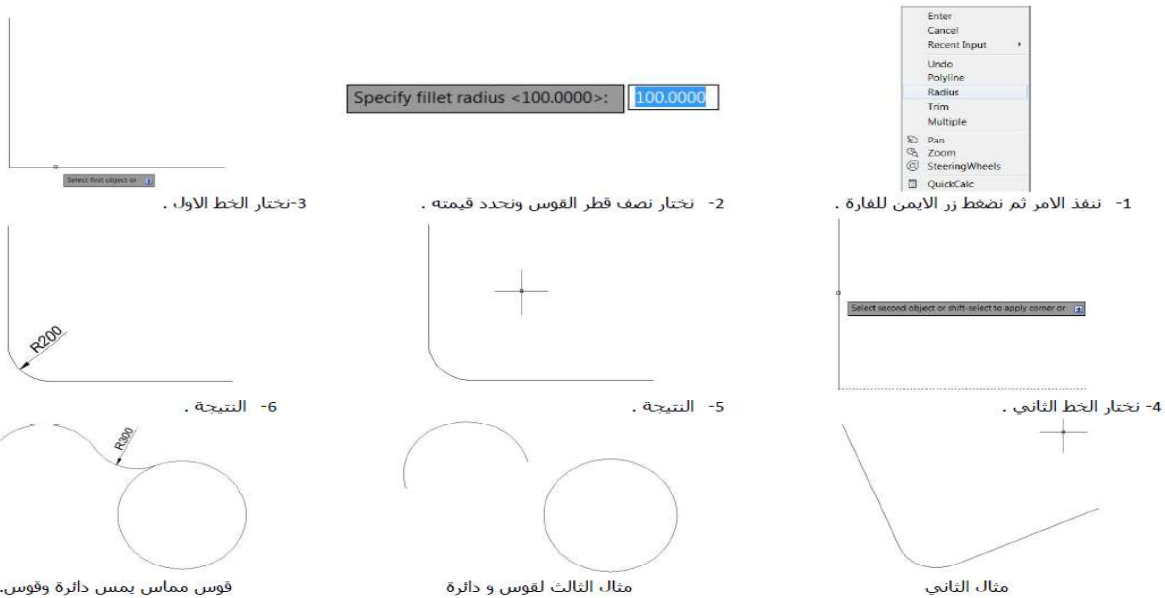 Enter
Cancel
Recent Input
Undo
Polyline
Radius
Trim
Multiple
Pan
Zoom
SteeringWheels
QuickCalc
1- ننفذ الامر ثم نضغط زر الايمن للفارة .
Specify fillet radius <100.0000>: 100.0000
2- نختار نصف قطر القوس ونحدد قيمته .
Select first object or
3-نختار الخط الاول .
Select second object or shift-select to apply corner or
4- نختار الخط الثاني .
5- النتيجة .
R200
6- النتيجة .
مثال الثاني
مثال الثالث لقوس و دائرة
R300
قوس مماس يمس دائرة وقوس.